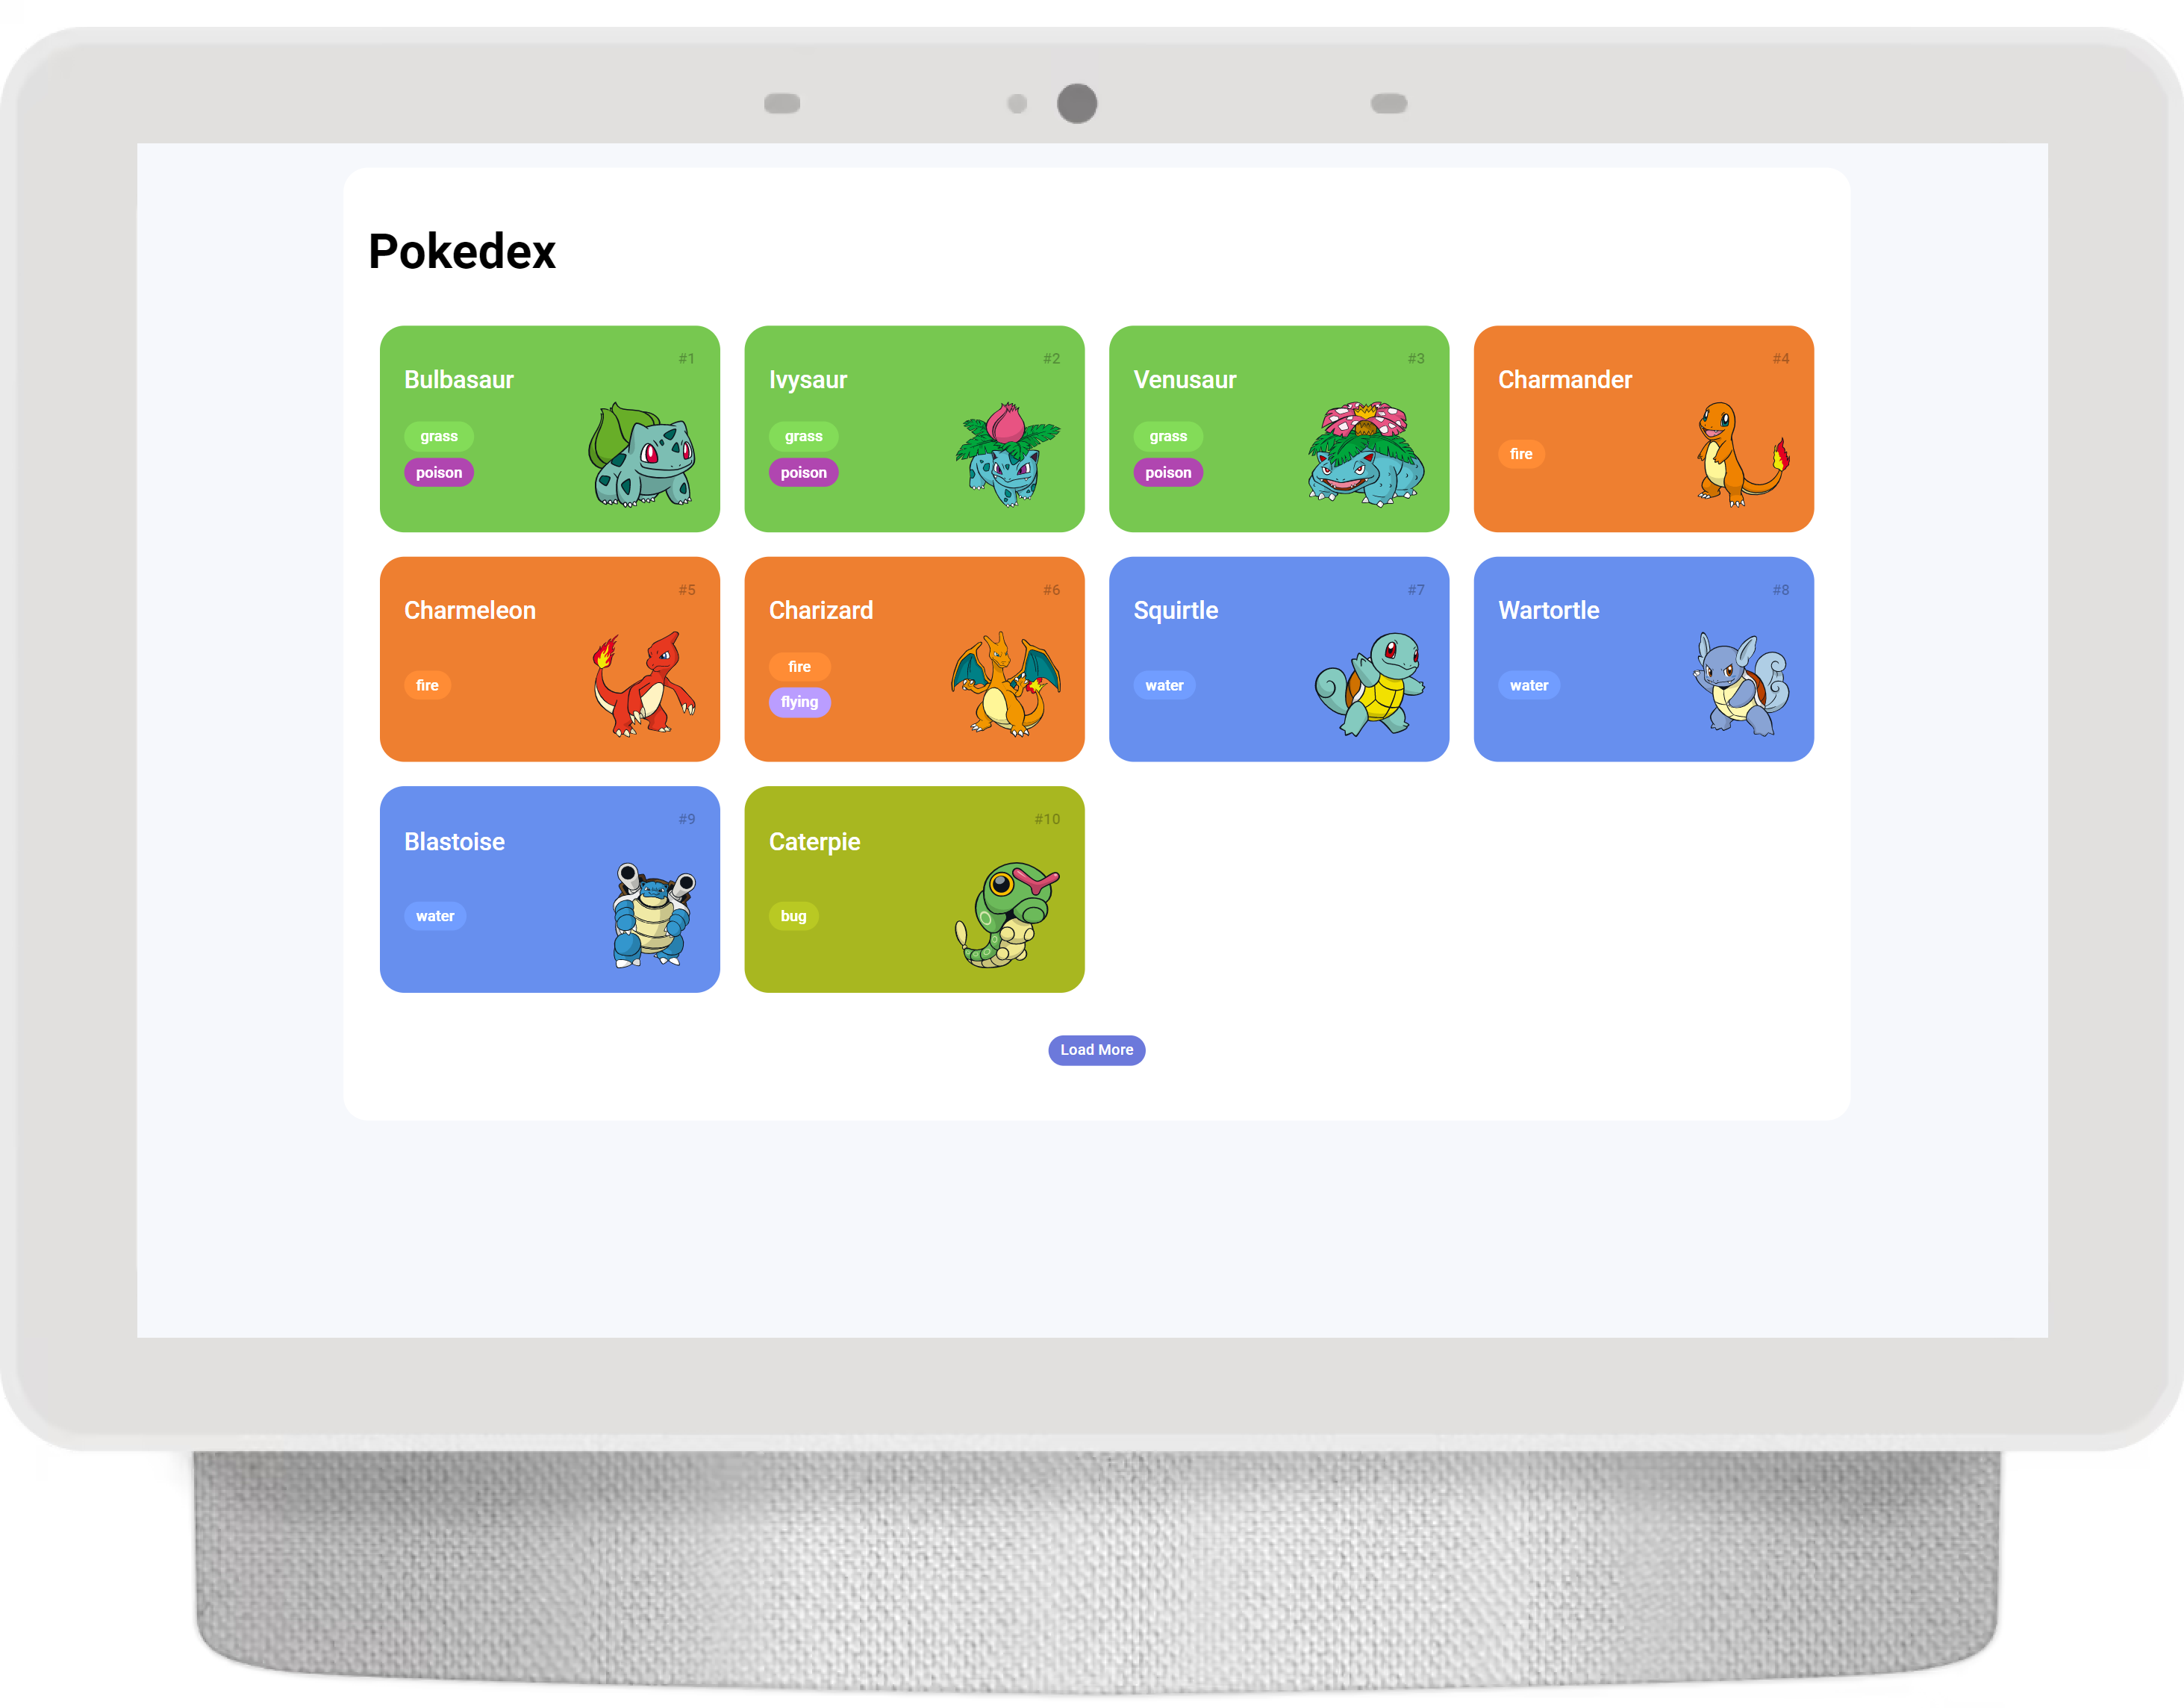 Pokedex
#1
Bulbasaur
grass
poison
#2
Ivysaur
grass
poison
#3
Venusaur
grass
poison
#4
Charmander
fire
#5
Charmeleon
fire
#6
Charizard
fire
flying
#7
Squirtle
water
#8
Wartortle
water
#9
Blastoise
water
#10
Caterpie
bug
Load More